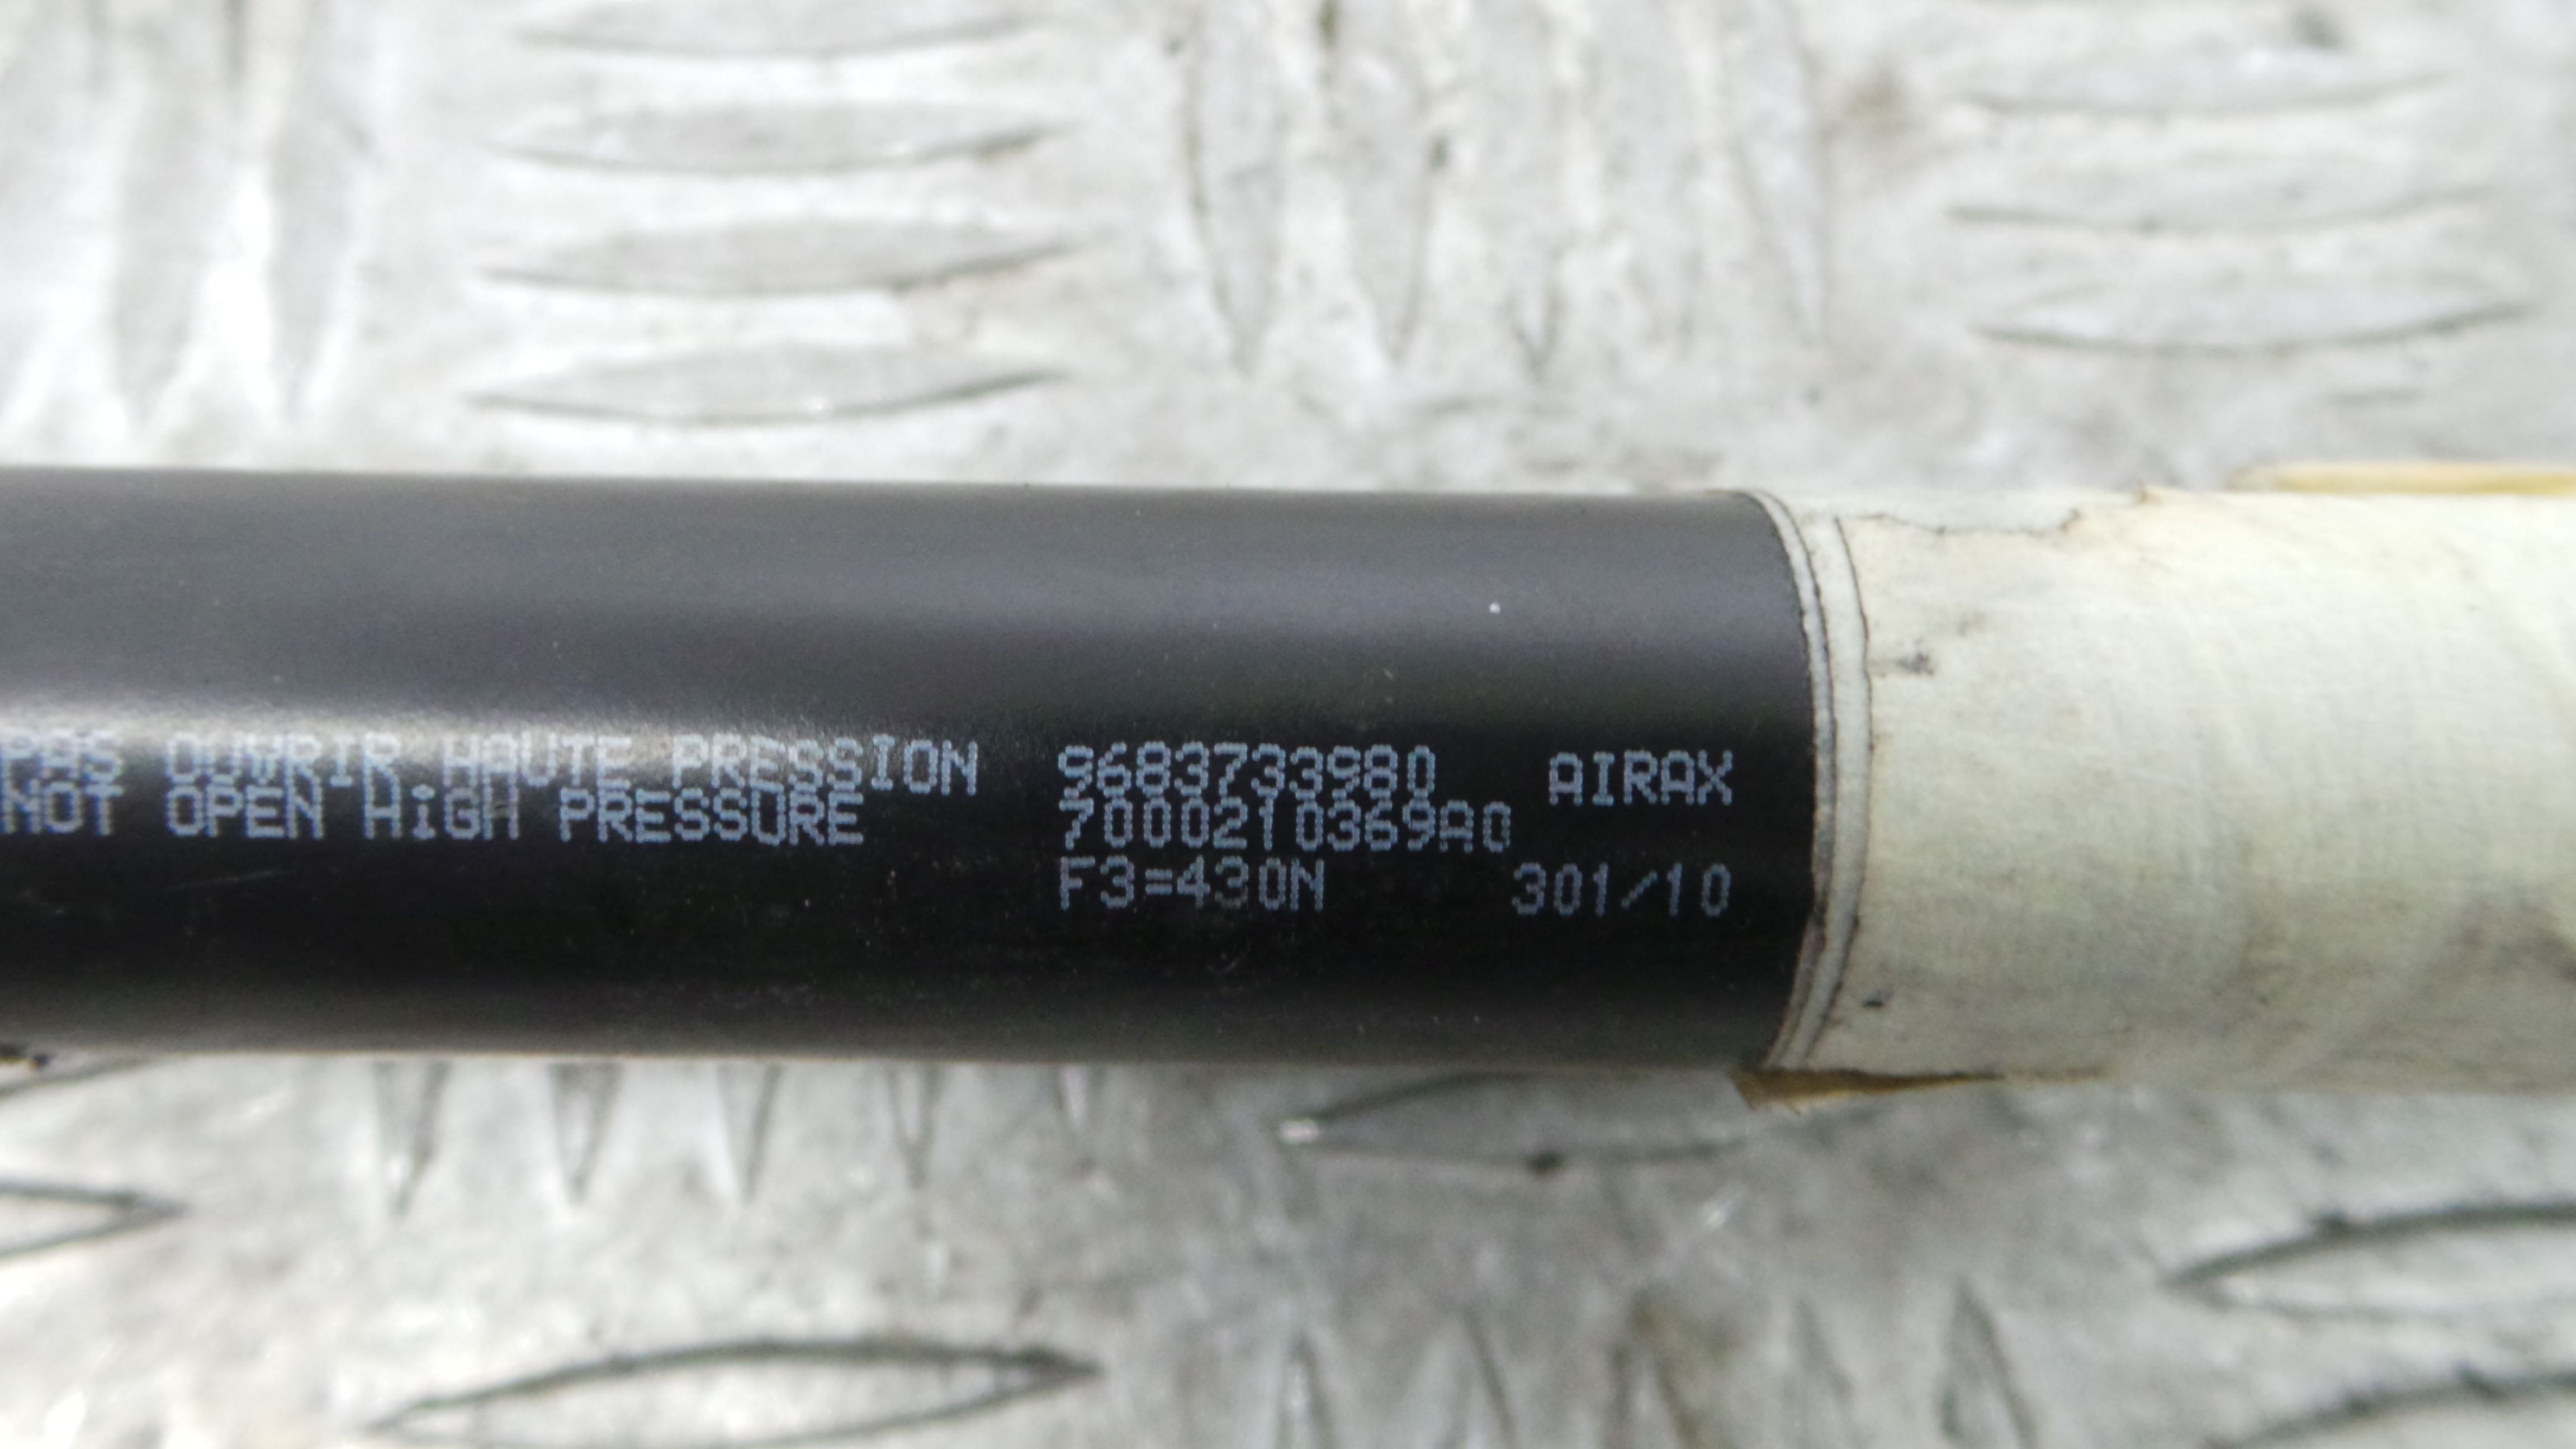 PAS OUVRIR HAUTE PRESSION 9683733980 AIRAX
NOT OPEN HiGH PRESSURE 7000210369A0
F3=430N 301/10